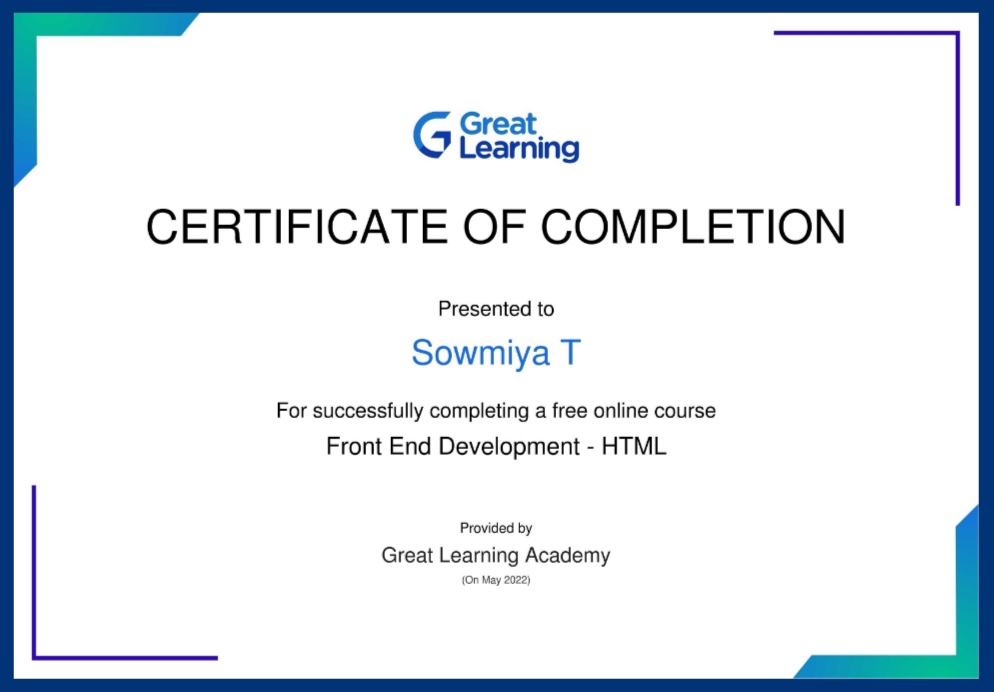 Great
Learning
CERTIFICATE OF COMPLETION
Presented to
Sowmiya T
For successfully completing a free online course
Front End Development - HTML
Provided by
Great Learning Academy
(On May 2022)